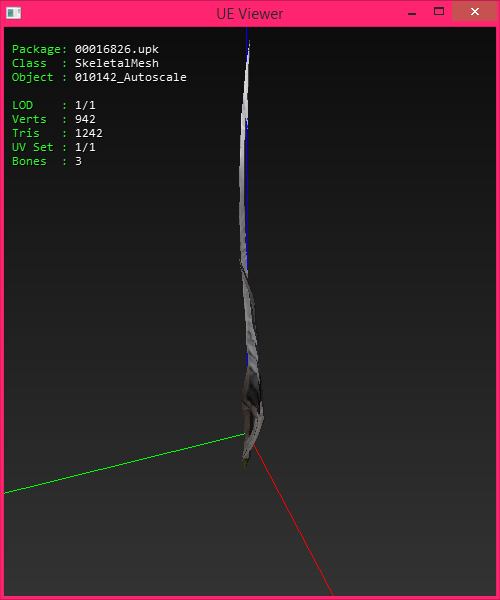 UE Viewer
Package: 00016826.upk
Class  : SkeletalMesh
Object : 010142_Autoscale
LOD    : 1/1
Verts  : 942
Tris   : 1242
UV Set : 1/1
Bones  : 3